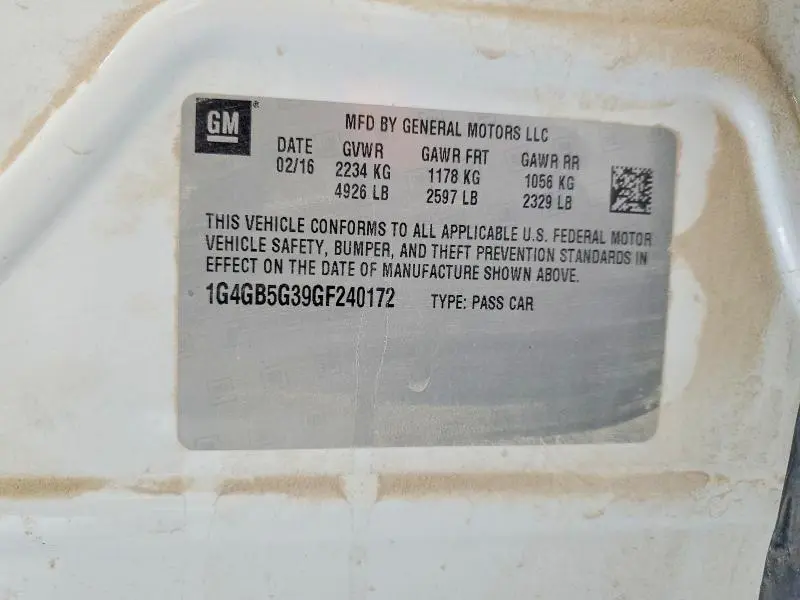 GM®
MFD BY GENERAL MOTORS LLC
DATE GVWR GAWR FRT GAWR RR
02/16 2234 KG 1178 KG 1056 KG
4926 LB 2597 LB 2329 LB
THIS VEHICLE CONFORMS TO ALL APPLICABLE U.S. FEDERAL MOTOR
VEHICLE SAFETY, BUMPER, AND THEFT PREVENTION STANDARDS IN
EFFECT ON THE DATE OF MANUFACTURE SHOWN ABOVE.
1G4GB5G39GF240172 TYPE: PASS CAR